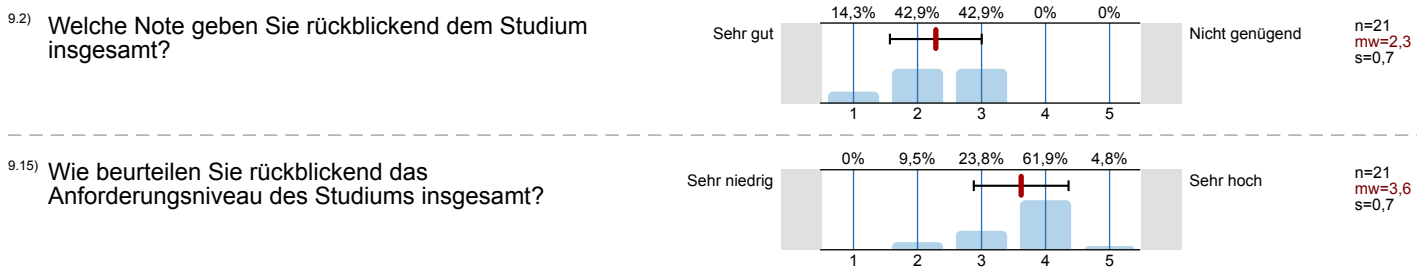 9.2) Welche Note geben Sie rückblickend dem Studium
insgesamt?
14,3% 42,9% 42,9% 0% 0%
Sehr gut
Nicht genügend
n=21
mw=2,3
s=0,7
1 2 3 4 5
9.15) Wie beurteilen Sie rückblickend das
Anforderungsniveau des Studiums insgesamt?
0% 9,5% 23,8% 61,9% 4,8%
Sehr niedrig
Sehr hoch
n=21
mw=3,6
s=0,7
1 2 3 4 5